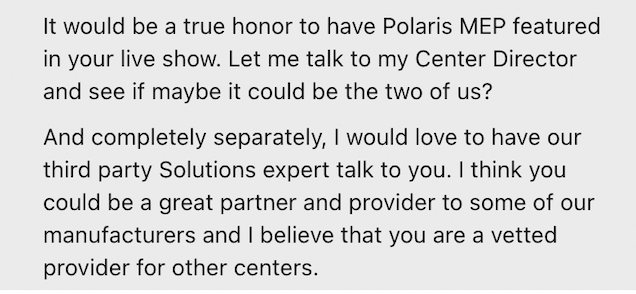 It would be a true honor to have Polaris MEP featured
in your live show. Let me talk to my Center Director
and see if maybe it could be the two of us?
And completely separately, I would love to have our
third party Solutions expert talk to you. I think you
could be a great partner and provider to some of our
manufacturers and I believe that you are a vetted
provider for other centers.